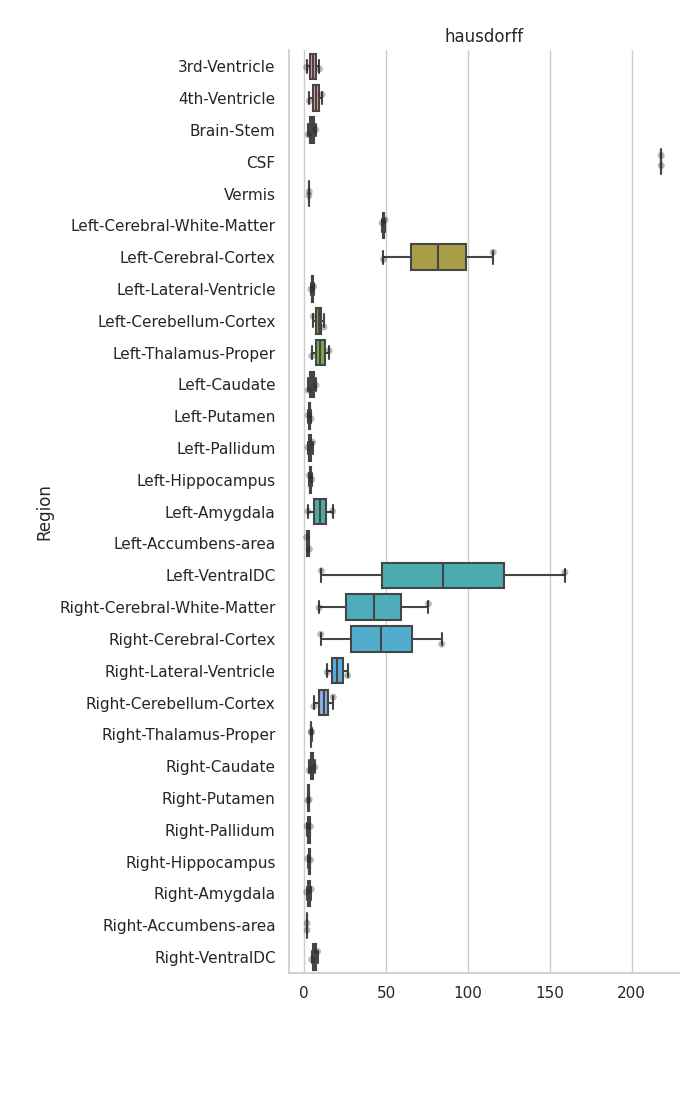 hausdorff
3rd-Ventricle
4th-Ventricle
Brain-Stem
CSF
Vermis
Left-Cerebral-White-Matter
Left-Cerebral-Cortex
Left-Lateral-Ventricle
Left-Cerebellum-Cortex
Left-Thalamus-Proper
Left-Caudate
Left-Putamen
Left-Pallidum
Left-Hippocampus
Left-Amygdala
Left-Accumbens-area
Left-VentralDC
Right-Cerebral-White-Matter
Right-Cerebral-Cortex
Right-Lateral-Ventricle
Right-Cerebellum-Cortex
Right-Thalamus-Proper
Right-Caudate
Right-Putamen
Right-Pallidum
Right-Hippocampus
Right-Amygdala
Right-Accumbens-area
Right-VentralDC
Region
0 50 100 150 200